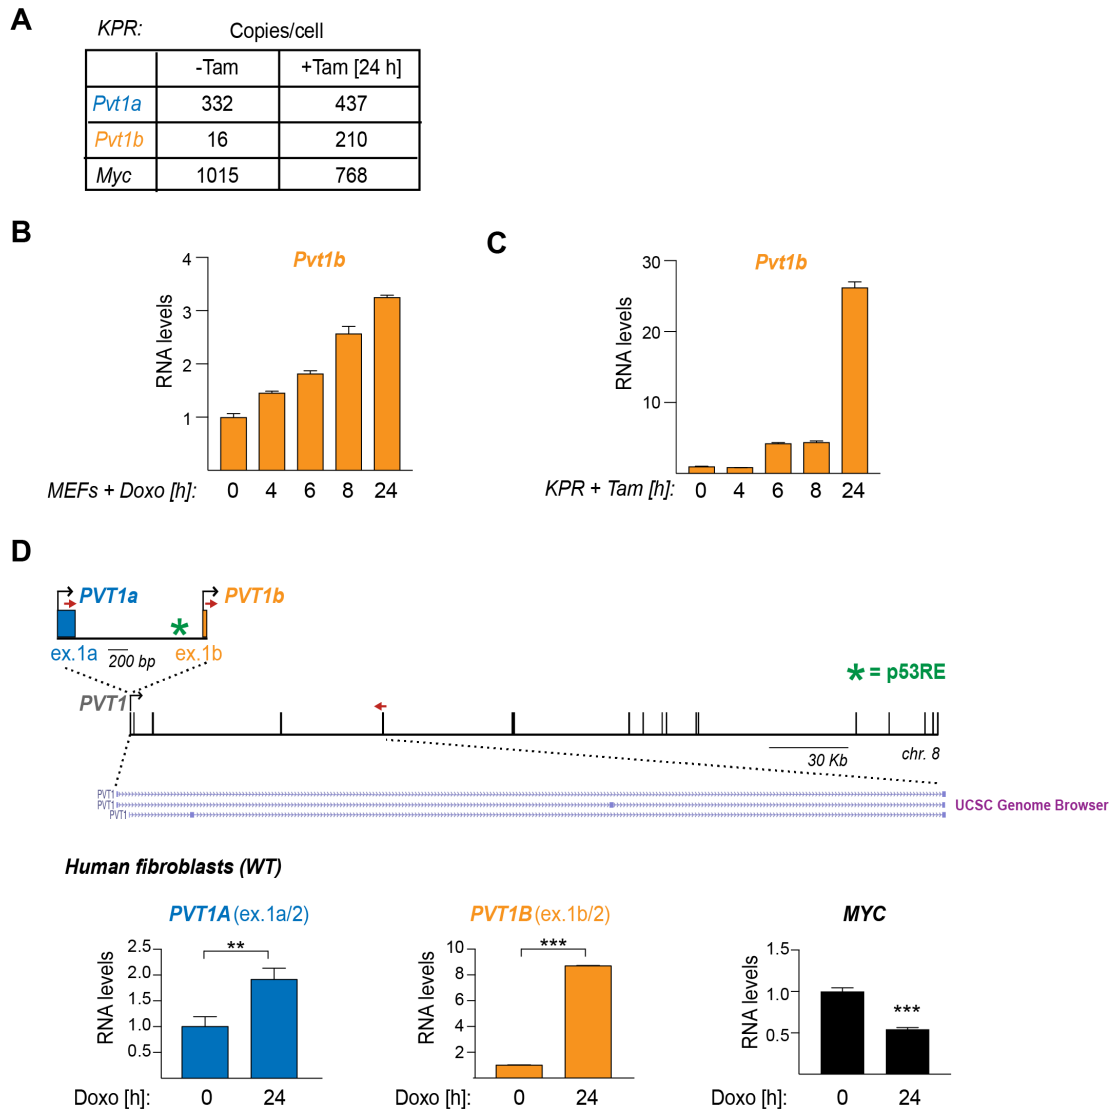 A
KPR: Copies/cell
-Tam +Tam [24 h]
Pvt1a 332 437
Pvt1b 16 210
Myc 1015 768
B
Pvt1b
RNA levels
4
3
2
1
MEFs + Doxo [h]: 0 4 6 8 24
C
Pvt1b
RNA levels
30
20
10
KPR + Tam [h]: 0 4 6 8 24
D
PVT1a PVT1b
*
ex.1a 200 bp ex.1b
* = p53RE
PVT1
30 Kb chr. 8
PVT1
PVT1
PVT1
UCSC Genome Browser
Human fibroblasts (WT)
PVT1A (ex.1a/2)
RNA levels
2.5
2.0
1.5
1.0
0.5
**
Doxo [h]: 0 24
PVT1B (ex.1b/2)
RNA levels
10
8
6
4
2
***
Doxo [h]: 0 24
MYC
RNA levels
1.5
1.0
0.5
***
Doxo [h]: 0 24